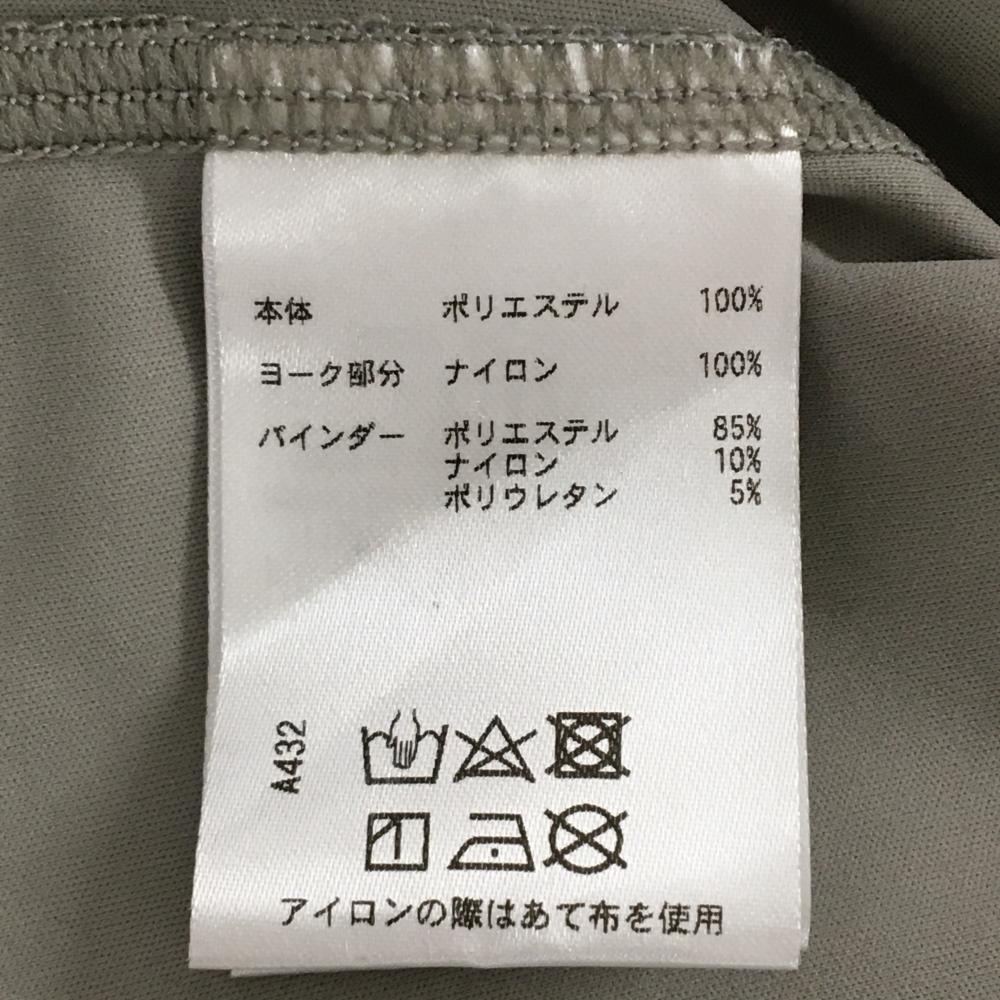 本体 ポリエステル 100%
ヨーク部分 ナイロン 100%
バインダー ポリエステル 85%
ナイロン 10%
ポリウレタン 5%
A432
アイロンの際はあて布を使用